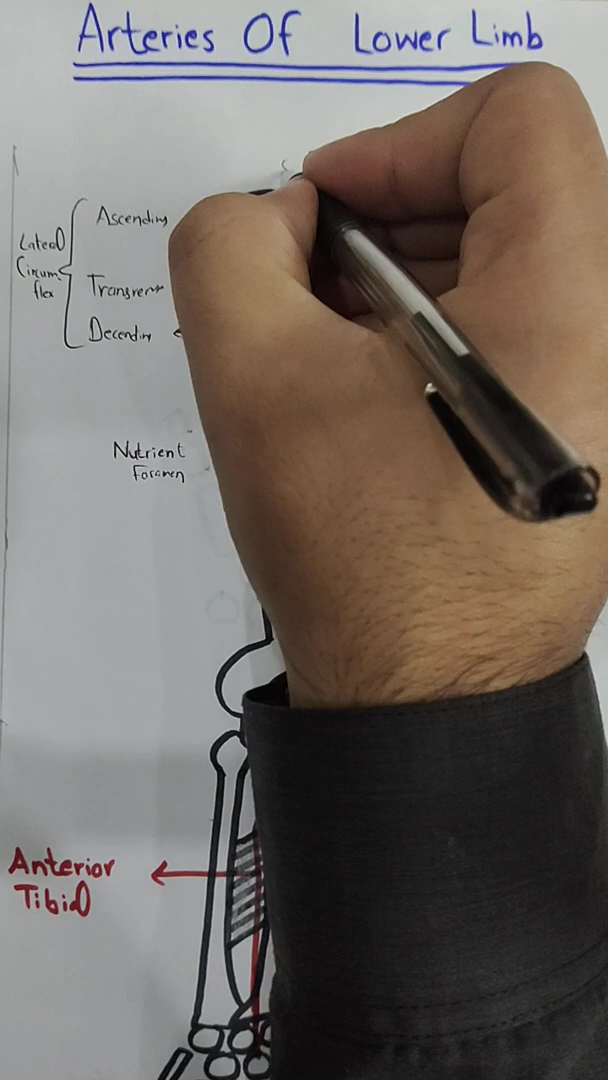 Arteries Of Lower Limb
Ascending
Lateral
Circum
flex
Transverse
Decending
Nutrient
Foramen
Anterior
Tibial